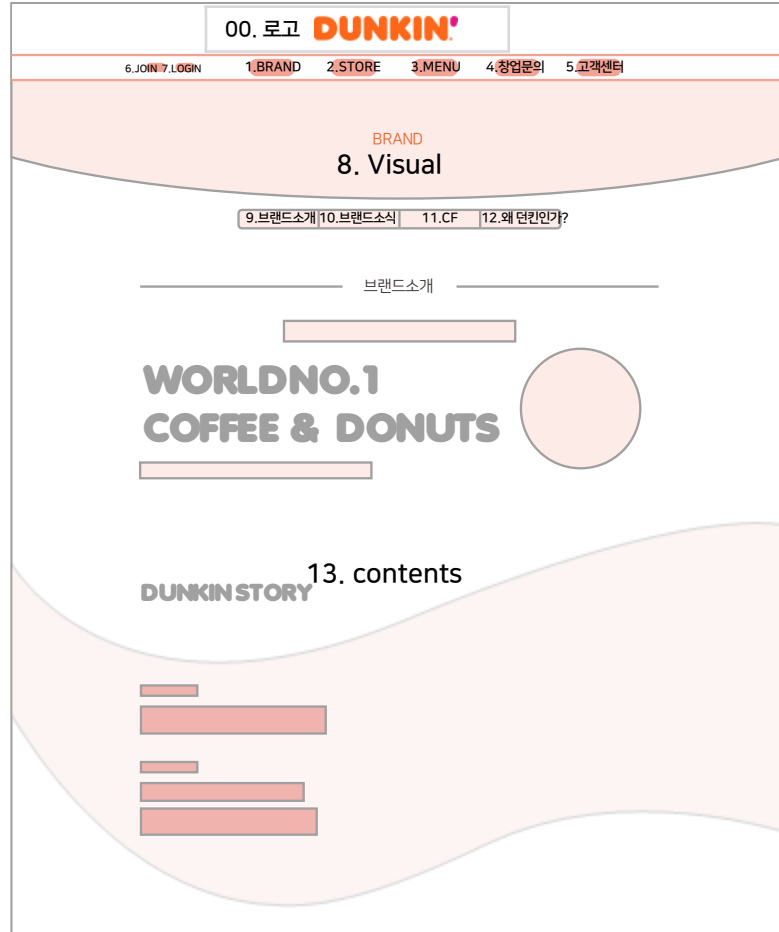 00. 로고 DUNKIN'
6.JOIN 7.LOGIN 1.BRAND 2.STORE 3.MENU 4.창업문의 5.고객센터
BRAND
8. Visual
9.브랜드소개 10.브랜드소식 11.CF 12.왜 던킨인가?
브랜드소개
WORLDNO.1
COFFEE & DONUTS
13. contents
DUNKIN STORY